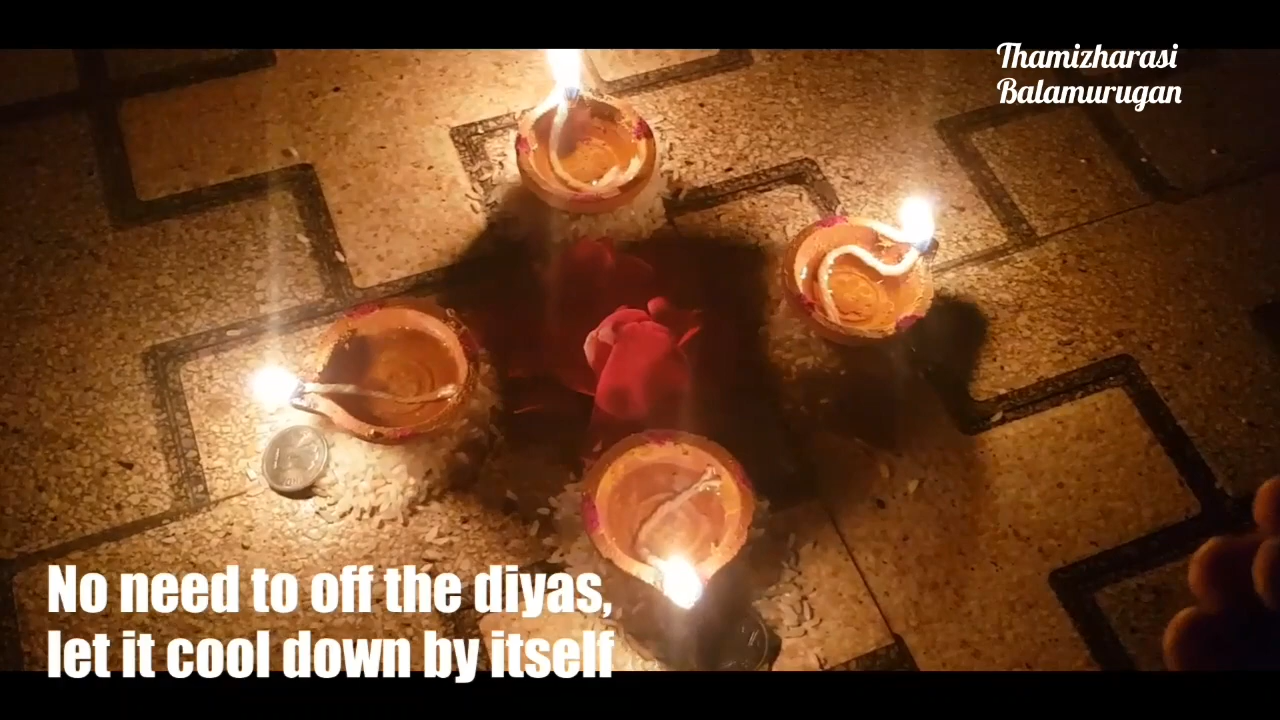 Thamizharasi
Balamurugan
No need to off the diyas,
let it cool down by itself